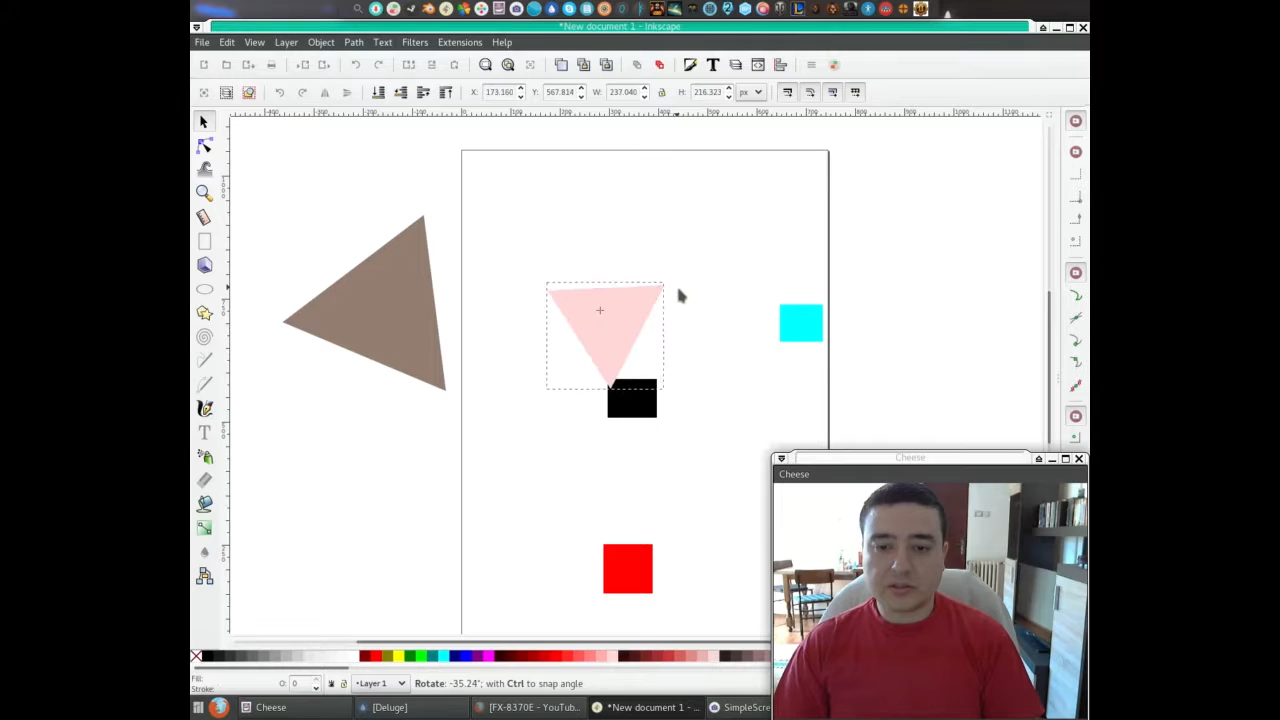 *New document 1 - Inkscape
File Edit View Layer Object Path Text Filters Extensions Help
X: 173.160 Y: 567.814 W: 237.040 H: 216.323 px
Cheese
Cheese
Fill:
Stroke:
O: 0 •Layer 1 Rotate: -35.24°; with Ctrl to snap angle
Cheese [Deluge] [FX-8370E - YouTub... *New document 1 - ... SimpleScre